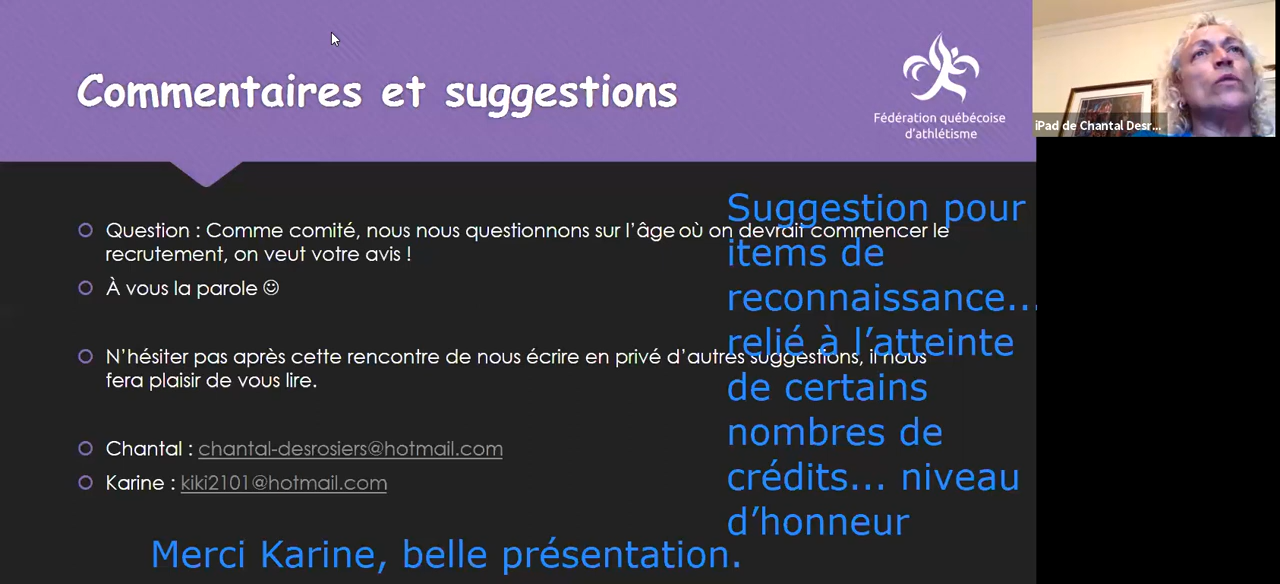 Commentaires et suggestions
Fédération québécoise
d'athlétisme
iPad de Chantal Desr...
Question : Comme comité, nous nous questionnons sur l'âge où on devrait commencer le
recrutement, on veut votre avis !
À vous la parole ☺
N'hésiter pas après cette rencontre de nous écrire en privé d'autres suggestions, il nous
fera plaisir de vous lire.
Chantal : chantal-desrosiers@hotmail.com
Karine : kiki2101@hotmail.com
Suggestion pour
items de
reconnaissance...
relié à l'atteinte
de certains
nombres de
crédits... niveau
d'honneur
Merci Karine, belle présentation.